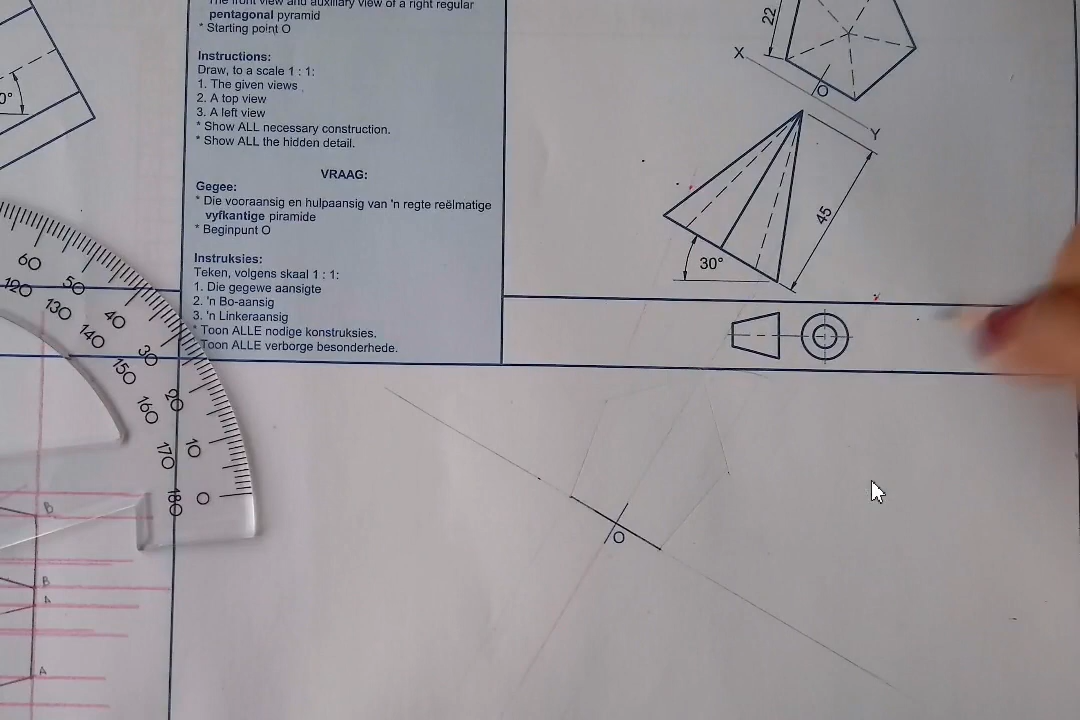 The front view and auxiliary view of a right regular
pentagonal pyramid
* Starting point O
Instructions:
Draw, to a scale 1 : 1:
1. The given views
2. A top view
3. A left view
* Show ALL necessary construction.
* Show ALL the hidden detail.
VRAAG:
Gegee:
* Die vooraansig en hulpaansig van 'n regte reëlmatige
vyfkantige piramide
* Beginpunt O
Instruksies:
Teken, volgens skaal 1 : 1:
1. Die gegewe aansigte
2. 'n Bo-aansig
3. 'n Linkeraansig
* Toon ALLE nodige konstruksies.
Toon ALLE verborge besonderhede.
22
X
O
Y
45
30°
0°
60 50 40 30 20 10 0
120 130 140 150 160 170 180
O
B
B
A
A